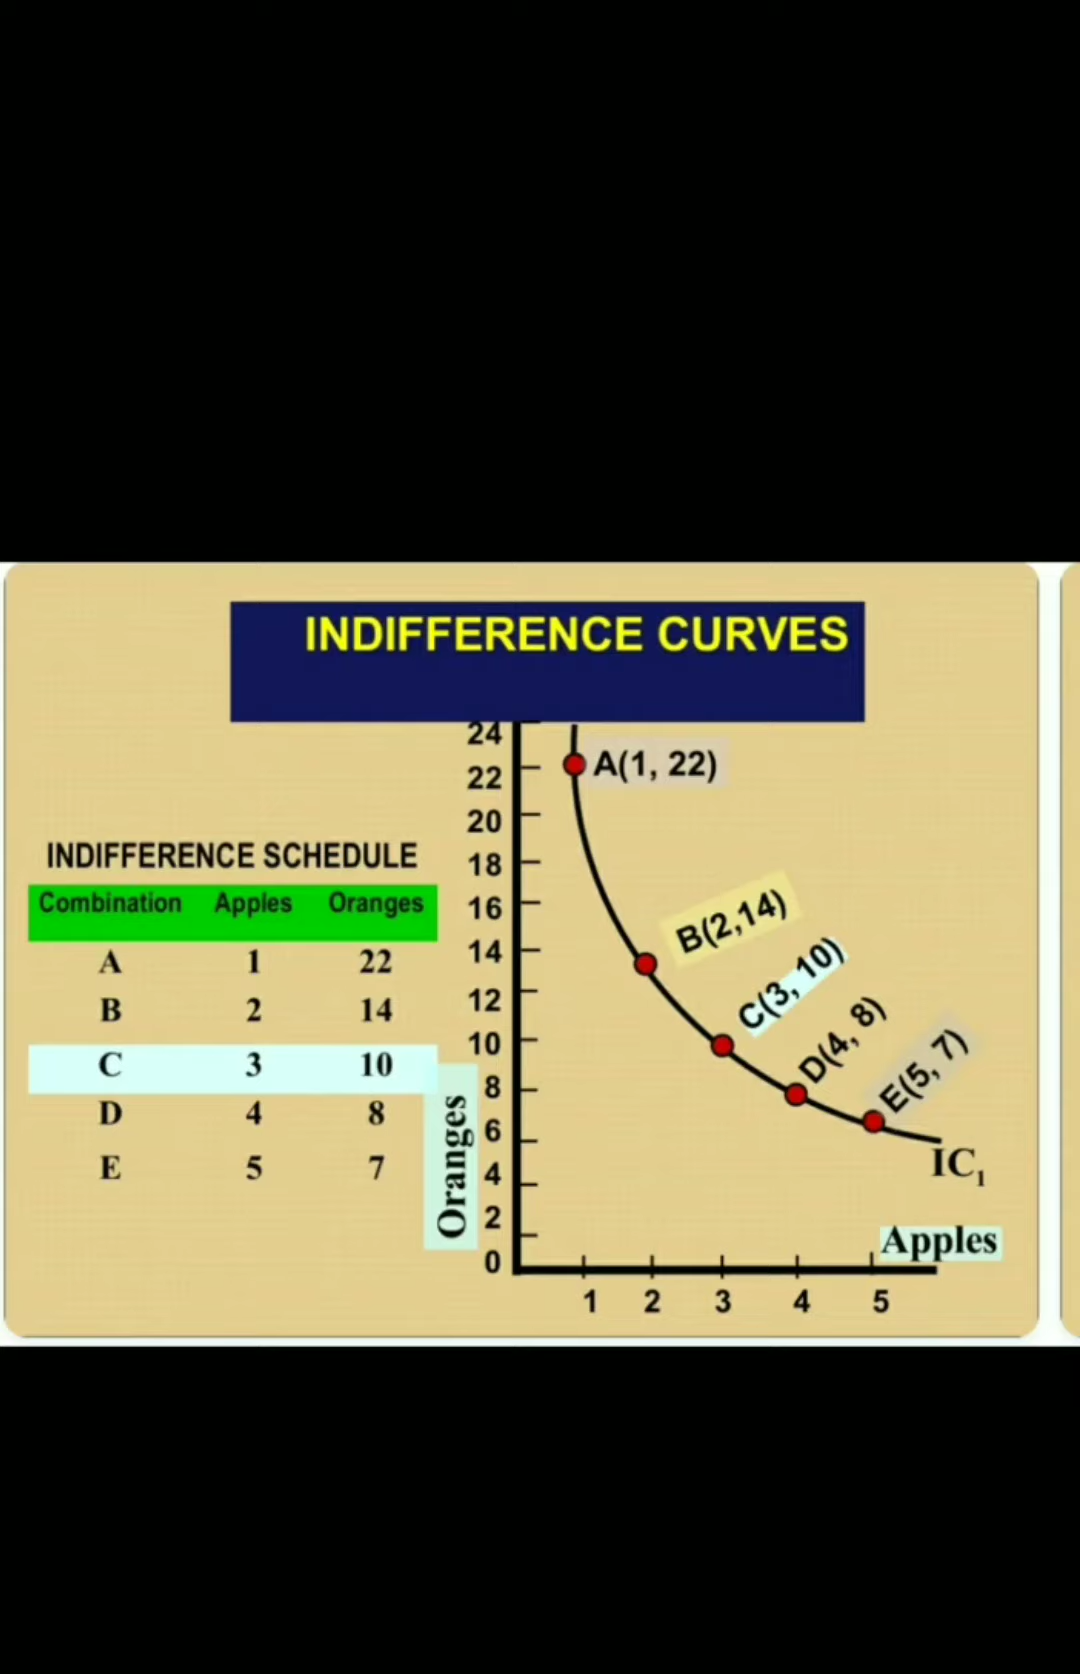 INDIFFERENCE CURVES
INDIFFERENCE SCHEDULE
Combination Apples Oranges
A 1 22
B 2 14
C 3 10
D 4 8
E 5 7
24
22
20
18
16
14
12
10
8
6
4
2
0
Oranges
A(1, 22)
B(2,14)
C(3, 10)
D(4, 8)
E(5, 7)
IC1
Apples
1 2 3 4 5